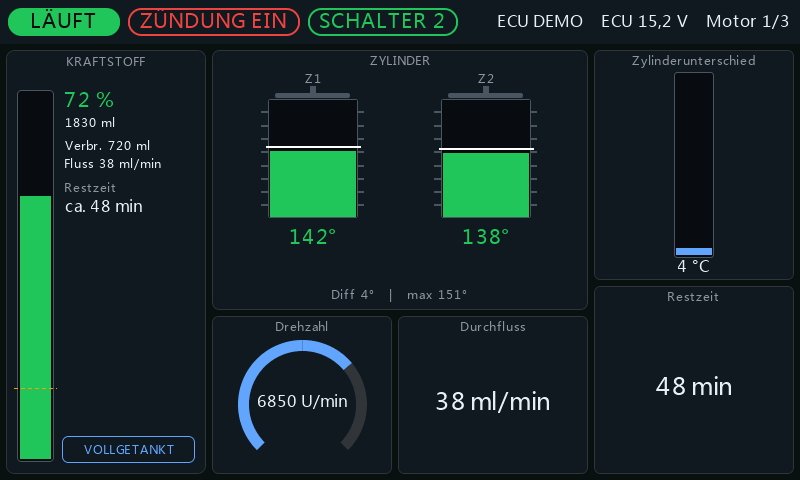 LÄUFT ZÜNDUNG EIN SCHALTER 2 ECU DEMO ECU 15,2 V Motor 1/3
KRAFTSTOFF
72 %
1830 ml
Verbr. 720 ml
Fluss 38 ml/min
Restzeit
ca. 48 min
VOLLGETANKT
ZYLINDER
Z1 Z2
142° 138°
Diff 4° | max 151°
Zylinderunterschied
4 °C
Drehzahl
6850 U/min
Durchfluss
38 ml/min
Restzeit
48 min